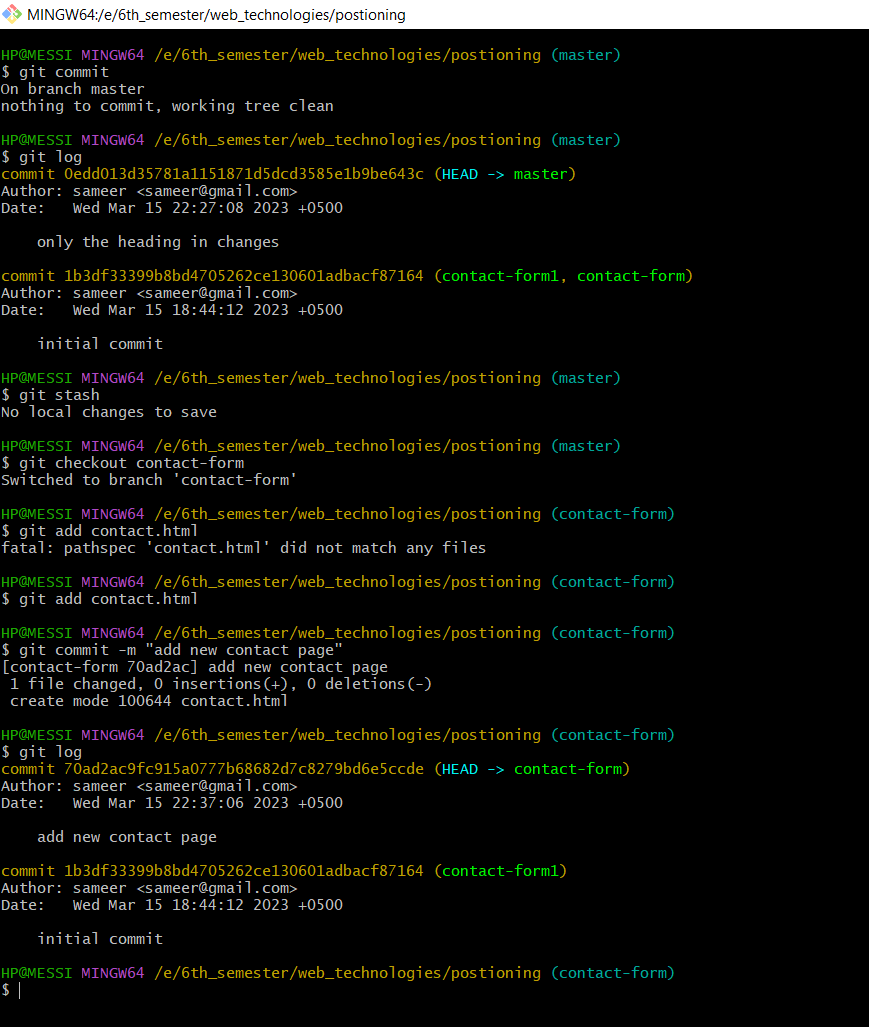 MINGW64:/e/6th_semester/web_technologies/postioning
HP@MESSI MINGW64 /e/6th_semester/web_technologies/postioning (master)
$ git commit
On branch master
nothing to commit, working tree clean
HP@MESSI MINGW64 /e/6th_semester/web_technologies/postioning (master)
$ git log
commit 0edd013d35781a1151871d5dcd3585e1b9be643c (HEAD -> master)
Author: sameer <sameer@gmail.com>
Date:   Wed Mar 15 22:27:08 2023 +0500
    only the heading in changes
commit 1b3df33399b8bd4705262ce130601adbacf87164 (contact-form1, contact-form)
Author: sameer <sameer@gmail.com>
Date:   Wed Mar 15 18:44:12 2023 +0500
    initial commit
HP@MESSI MINGW64 /e/6th_semester/web_technologies/postioning (master)
$ git stash
No local changes to save
HP@MESSI MINGW64 /e/6th_semester/web_technologies/postioning (master)
$ git checkout contact-form
Switched to branch 'contact-form'
HP@MESSI MINGW64 /e/6th_semester/web_technologies/postioning (contact-form)
$ git add contact.html
fatal: pathspec 'contact.html' did not match any files
HP@MESSI MINGW64 /e/6th_semester/web_technologies/postioning (contact-form)
$ git add contact.html
HP@MESSI MINGW64 /e/6th_semester/web_technologies/postioning (contact-form)
$ git commit -m "add new contact page"
[contact-form 70ad2ac] add new contact page
 1 file changed, 0 insertions(+), 0 deletions(-)
 create mode 100644 contact.html
HP@MESSI MINGW64 /e/6th_semester/web_technologies/postioning (contact-form)
$ git log
commit 70ad2ac9fc915a0777b68682d7c8279bd6e5ccde (HEAD -> contact-form)
Author: sameer <sameer@gmail.com>
Date:   Wed Mar 15 22:37:06 2023 +0500
    add new contact page
commit 1b3df33399b8bd4705262ce130601adbacf87164 (contact-form1)
Author: sameer <sameer@gmail.com>
Date:   Wed Mar 15 18:44:12 2023 +0500
    initial commit
HP@MESSI MINGW64 /e/6th_semester/web_technologies/postioning (contact-form)
$